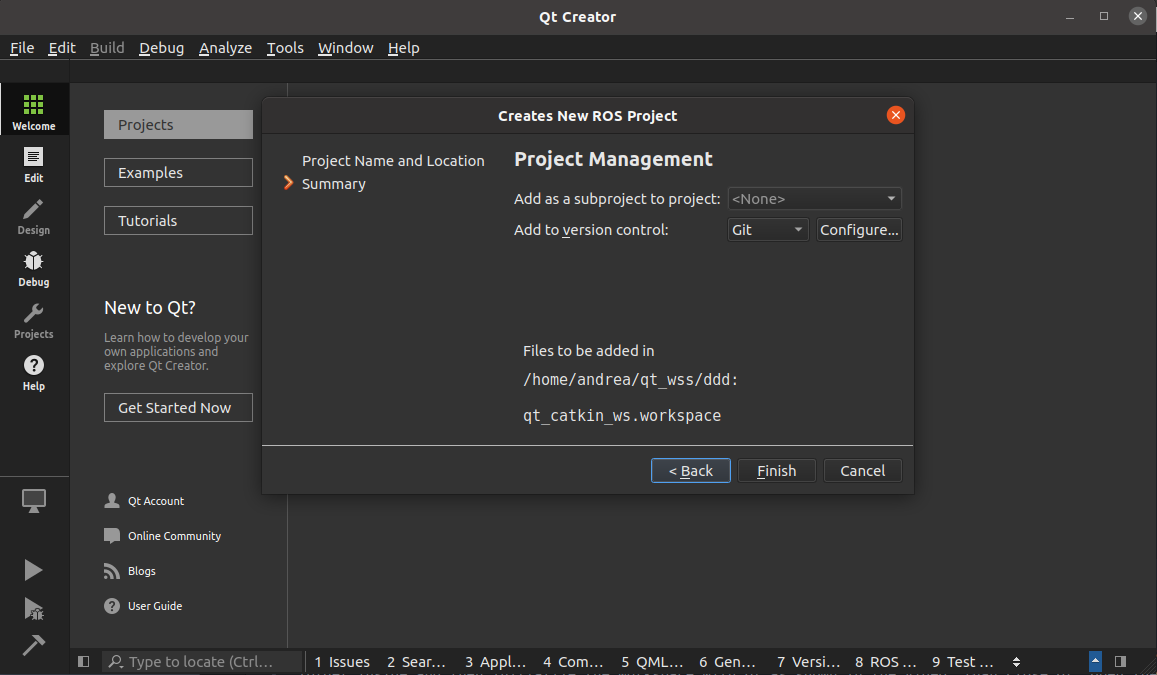 Qt Creator
File Edit Build Debug Analyze Tools Window Help
Welcome
Edit
Design
Debug
Projects
Help
Projects
Examples
Tutorials
New to Qt?
Learn how to develop your
own applications and
explore Qt Creator.
Get Started Now
Qt Account
Online Community
Blogs
User Guide
Creates New ROS Project
Project Name and Location
Summary
Project Management
Add as a subproject to project: <None>
Add to version control: Git Configure...
Files to be added in
/home/andrea/qt_wss/ddd:
qt_catkin_ws.workspace
< Back Finish Cancel
Type to locate (Ctrl... 1 Issues 2 Sear... 3 Appl... 4 Com... 5 QML... 6 Gen... 7 Versi... 8 ROS ... 9 Test ...